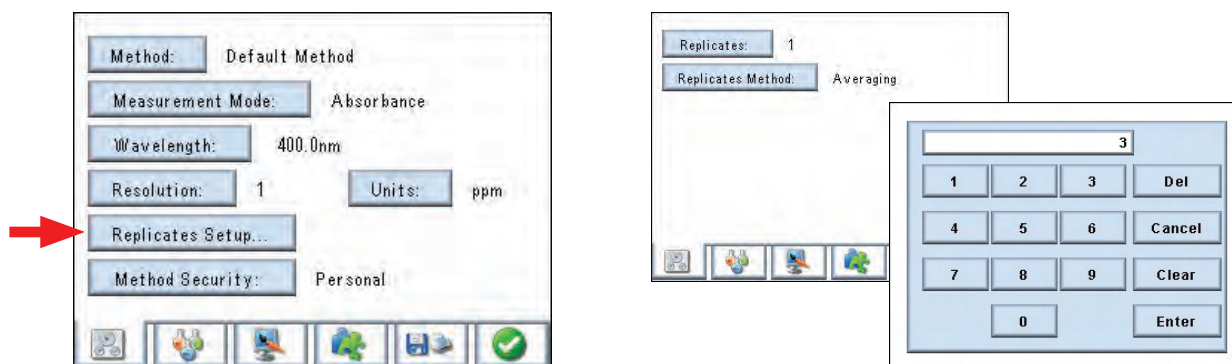 Method: Default Method
Measurement Mode: Absorbance
Wavelength: 400.0nm
Resolution: 1 Units: ppm
Replicates Setup...
Method Security: Personal
Replicates: 1
Replicates Method: Averaging
3
1 2 3 Del
4 5 6 Cancel
7 8 9 Clear
0 Enter